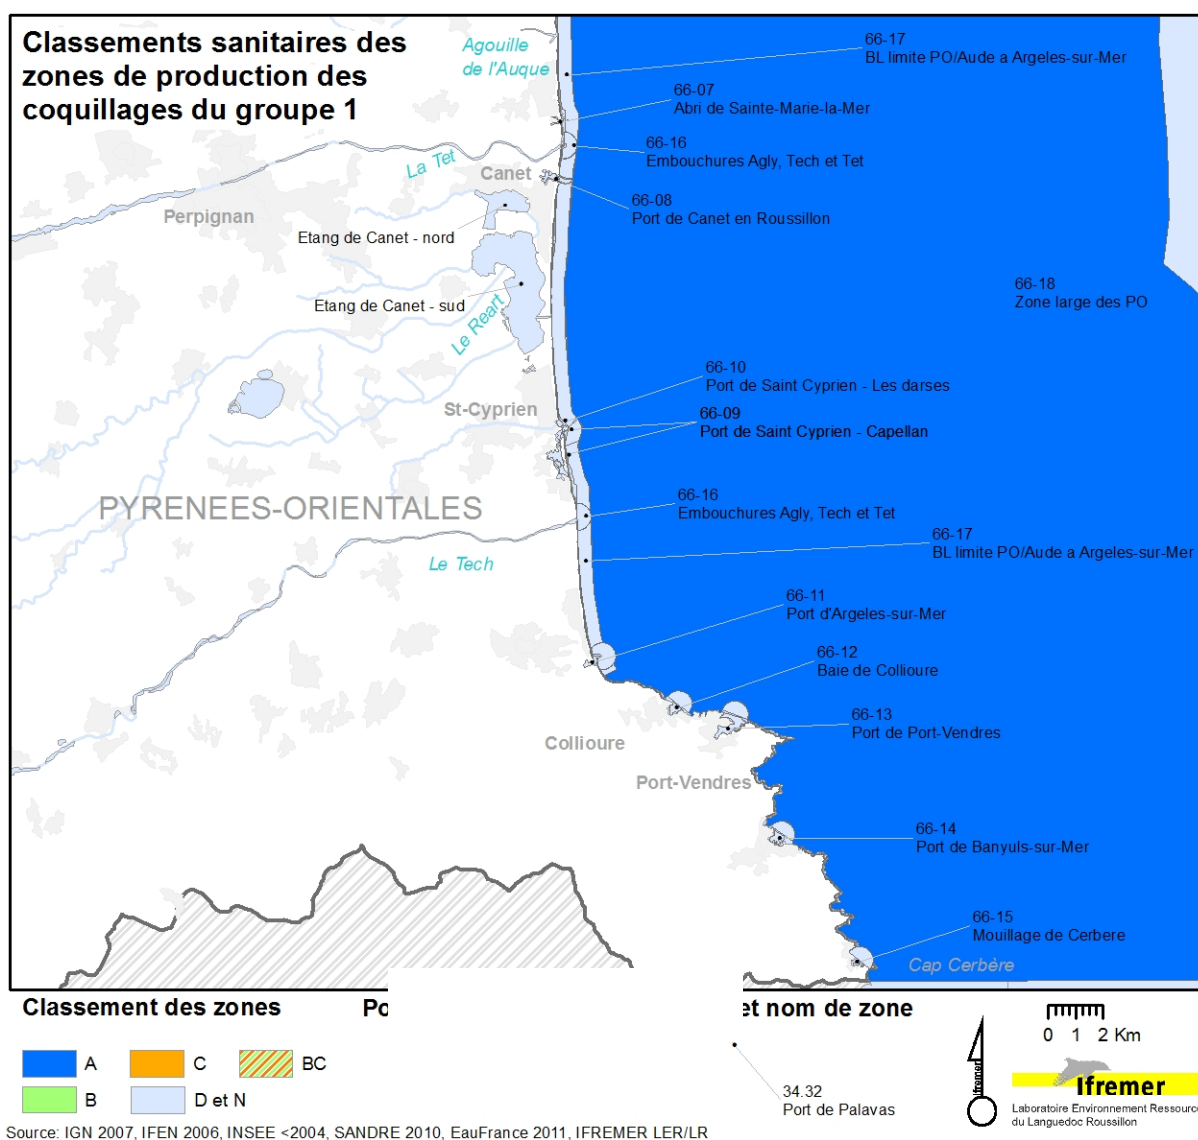 Classements sanitaires des
zones de production des
coquillages du groupe 1
Agouille
de l'Auque
66-17
BL limite PO/Aude a Argeles-sur-Mer
66-07
Abri de Sainte-Marie-la-Mer
66-16
Embouchures Agly, Tech et Tet
La Tet
Canet
66-08
Port de Canet en Roussillon
Perpignan
Etang de Canet - nord
66-18
Zone large des PO
Etang de Canet - sud
Le Reart
66-10
Port de Saint Cyprien - Les darses
St-Cyprien
66-09
Port de Saint Cyprien - Capellan
PYRENEES-ORIENTALES
66-16
Embouchures Agly, Tech et Tet
66-17
BL limite PO/Aude a Argeles-sur-Mer
Le Tech
66-11
Port d'Argeles-sur-Mer
66-12
Baie de Collioure
66-13
Port de Port-Vendres
Collioure
Port-Vendres
66-14
Port de Banyuls-sur-Mer
66-15
Mouillage de Cerbere
Cap Cerbère
Classement des zones
et nom de zone
0 1 2 Km
A
C
BC
B
D et N
34.32
Port de Palavas
Ifremer
Ifremer
Laboratoire Environnement
du Languedoc Roussillon
Source: IGN 2007, IFEN 2006, INSEE <2004, SANDRE 2010, EauFrance 2011, IFREMER LER/LR